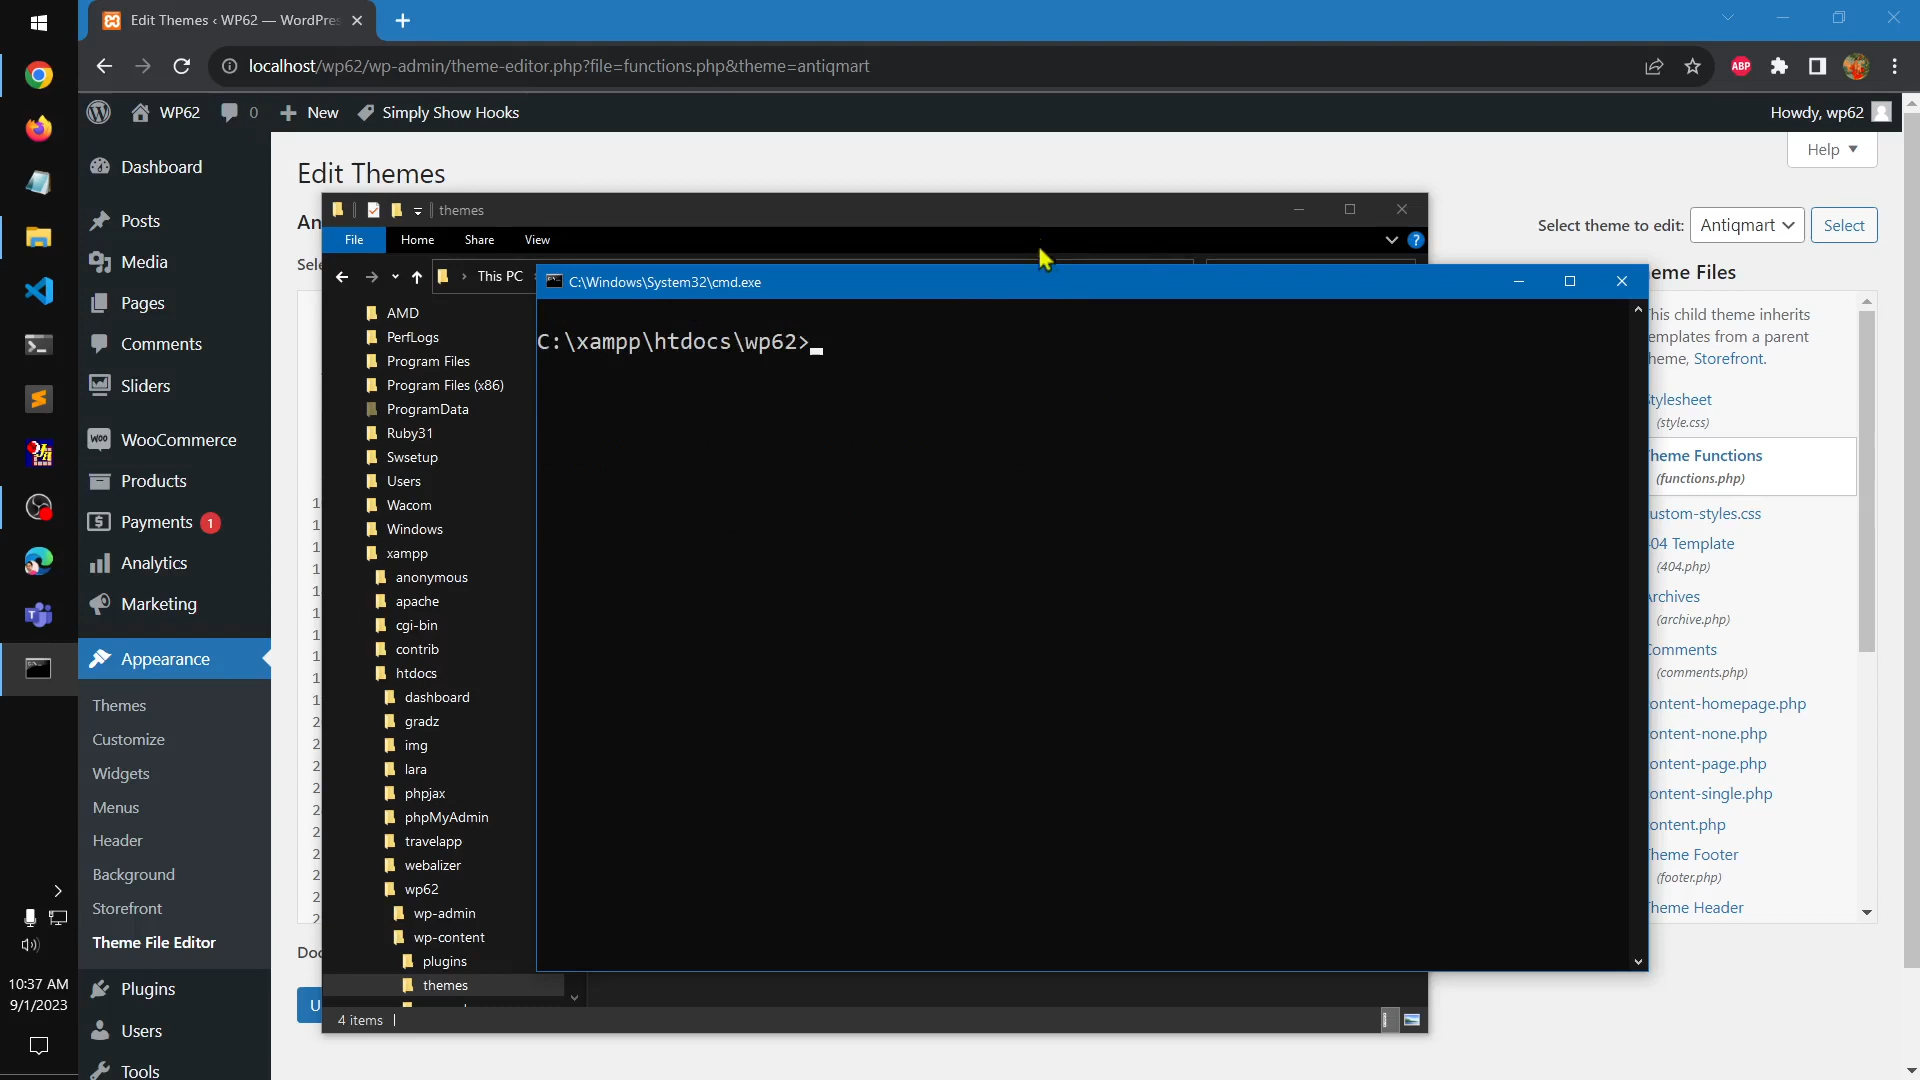 Edit Themes ‹ WP62 — WordPres
localhost/wp62/wp-admin/theme-editor.php?file=functions.php&theme=antiqmart
ABP
WP62
0
New
Simply Show Hooks
Howdy, wp62
Help
Edit Themes
Select theme to edit:
Antiqmart
Select
themes
File
Home
Share
View
This PC
AMD
PerfLogs
Program Files
Program Files (x86)
ProgramData
Ruby31
Swsetup
Users
Wacom
Windows
xampp
anonymous
apache
cgi-bin
contrib
htdocs
dashboard
gradz
img
lara
phpjax
phpMyAdmin
travelapp
webalizer
wp62
wp-admin
wp-content
plugins
themes
4 items
C:\Windows\System32\cmd.exe
C:\xampp\htdocs\wp62>
eme Files
his child theme inherits
emplates from a parent
heme, Storefront.
tylesheet
(style.css)
heme Functions
(functions.php)
ustom-styles.css
04 Template
(404.php)
rchives
(archive.php)
omments
(comments.php)
ontent-homepage.php
ontent-none.php
ontent-page.php
ontent-single.php
ontent.php
heme Footer
(footer.php)
heme Header
Dashboard
Posts
Media
Pages
Comments
Sliders
WooCommerce
Products
Payments 1
Analytics
Marketing
Appearance
Themes
Customize
Widgets
Menus
Header
Background
Storefront
Theme File Editor
Plugins
Users
Tools
10:37 AM
9/1/2023